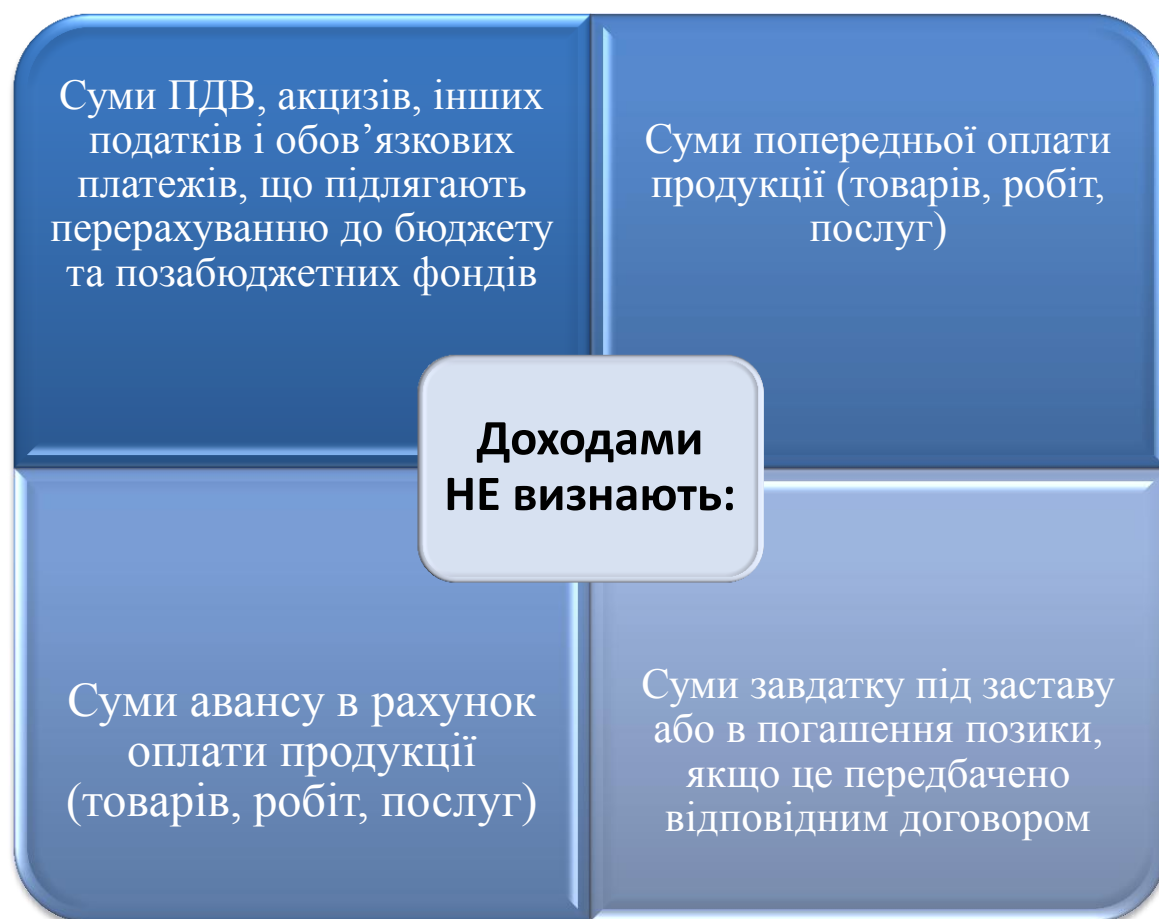 Суми ПДВ, акцизів, інших
податків і обов’язкових
платежів, що підлягають
перерахуванню до бюджету
та позабюджетних фондів
Суми попередньої оплати
продукції (товарів, робіт,
послуг)
Доходами
НЕ визнають:
Суми авансу в рахунок
оплати продукції
(товарів, робіт, послуг)
Суми завдатку під заставу
або в погашення позики,
якщо це передбачено
відповідним договором